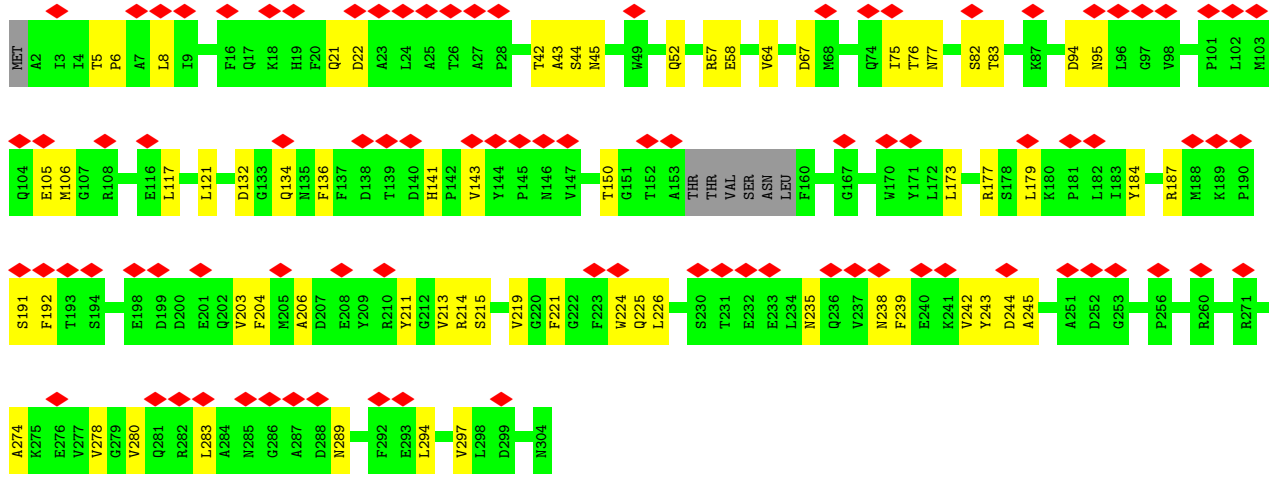 MET A2 I3 I4 T5 P6 A7 L8 I9 F16 Q17 K18 H19 F20 Q21 D22 A23 L24 A25 T26 A27 P28 T42 A43 S44 N45 W49 Q52 R57 E58 V64 D67 M68 Q74 I75 T76 N77 S82 T83 K87 D94 N95 L96 G97 V98 P101 L102 M103
Q104 E105 M106 G107 R108 E116 L117 L121 D132 G133 Q134 N135 F136 F137 D138 T139 D140 H141 P142 V143 Y144 P145 N146 V147 T150 G151 T152 A153 THR THR VAL SER ASN LEU F160 G167 W170 Y171 L172 L173 R177 S178 L179 K180 P181 L182 I183 Y184 R187 M188 K189 P190
S191 F192 T193 S194 E198 D199 D200 E201 Q202 V203 F204 M205 A206 D207 E208 Y209 R210 Y211 G212 V213 R214 S215 V219 G220 F221 G222 F223 W224 Q225 L226 S230 T231 E232 E233 L234 N235 Q236 V237 N238 F239 E240 K241 V242 Y243 D244 A245 A251 D252 G253 P256 R260 R271
A274 K275 E276 V277 V278 G279 V280 Q281 R282 L283 A284 N285 G286 A287 D288 N289 F292 E293 L294 V297 L298 D299 N304